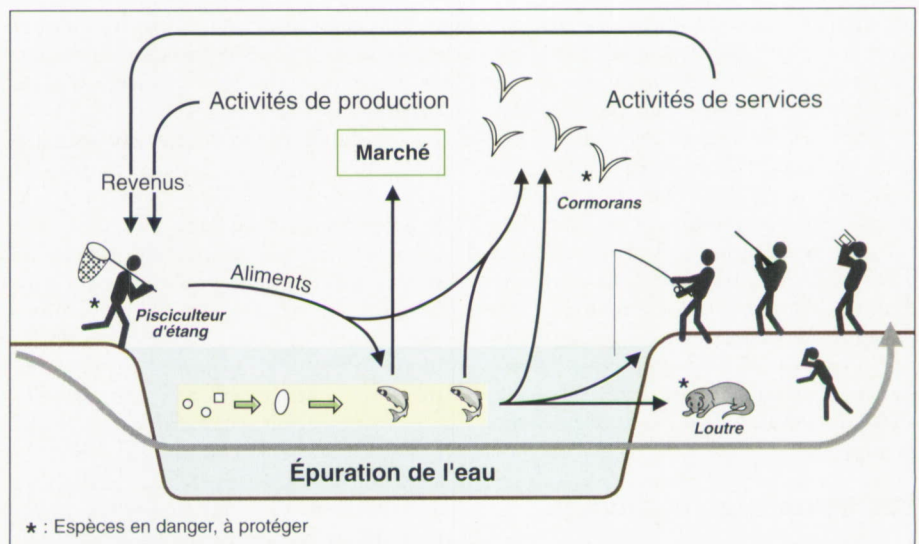 Activités de production
Activités de services
Marché
Revenus
*
Cormorans
Aliments
*
Pisciculteur
d'étang
*
Loutre
Épuration de l'eau
* : Espèces en danger, à protéger